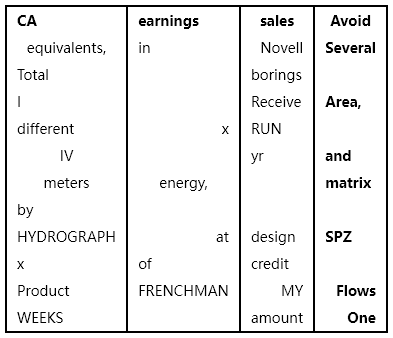 CA earnings sales Avoid
equivalents, in Novell Several
Total borings
I Receive Area,
different x RUN
IV yr and
meters energy, matrix
by
HYDROGRAPH at design SPZ
x of credit
Product FRENCHMAN MY Flows
WEEKS amount One